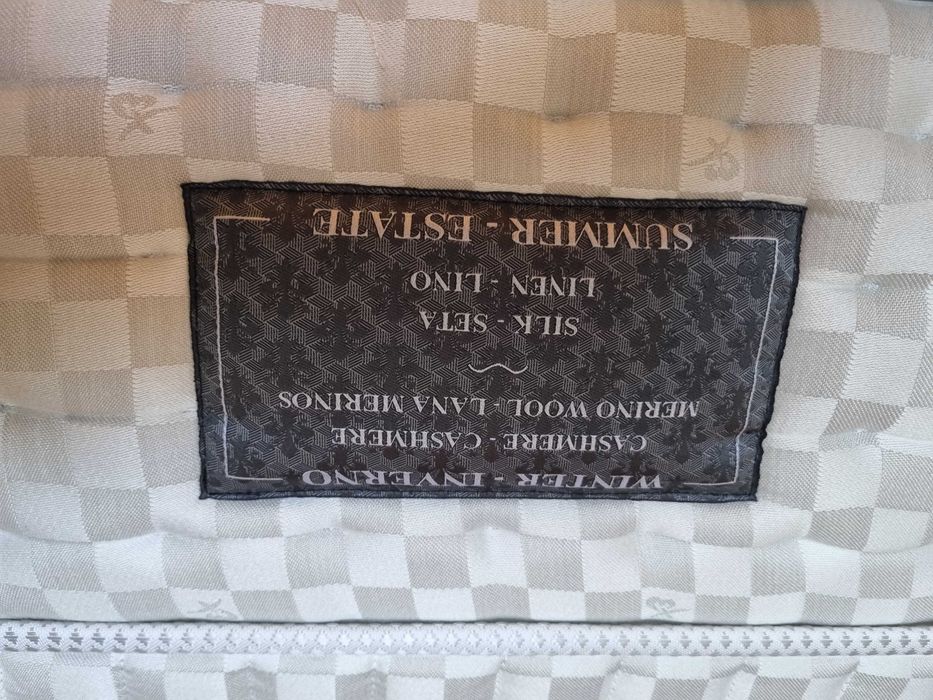 WINTER - INVERNO
CASHMERE - CASHMERE
MERINO WOOL - LANA MERINOS
SILK - SETA
LINEN - LINO
SUMMER - ESTATE